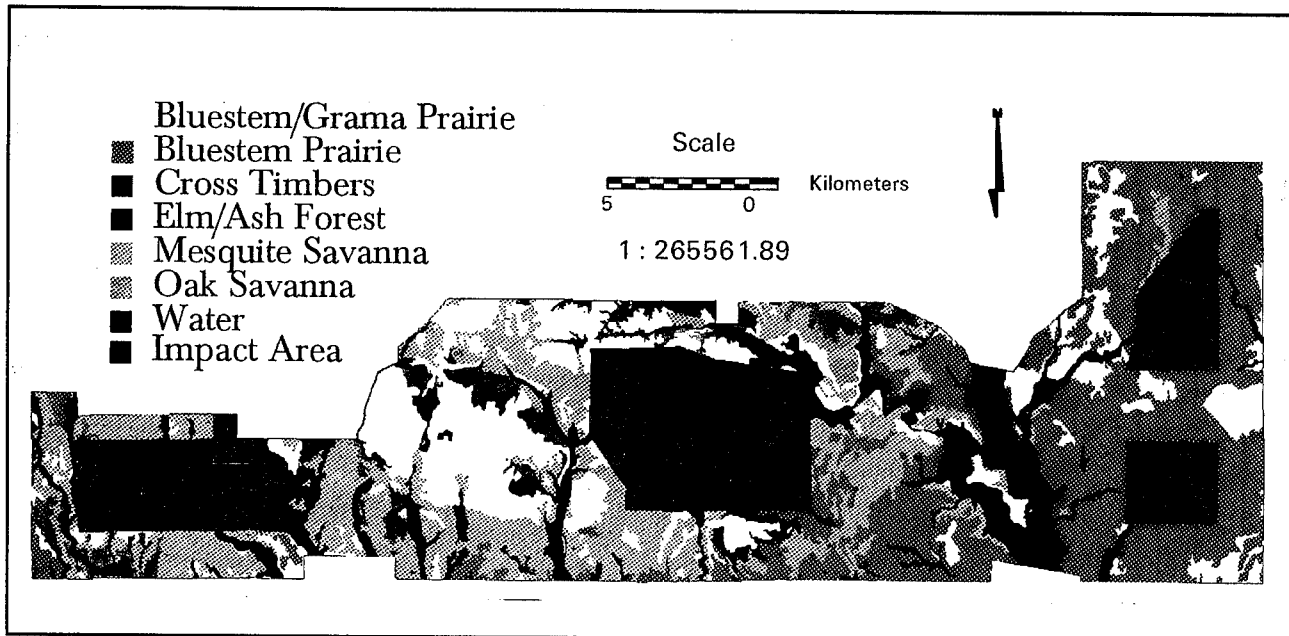 Bluestem/Grama Prairie
Bluestem Prairie
Cross Timbers
Elm/Ash Forest
Mesquite Savanna
Oak Savanna
Water
Impact Area
Scale
Kilometers
5 0
1 : 265561.89
N